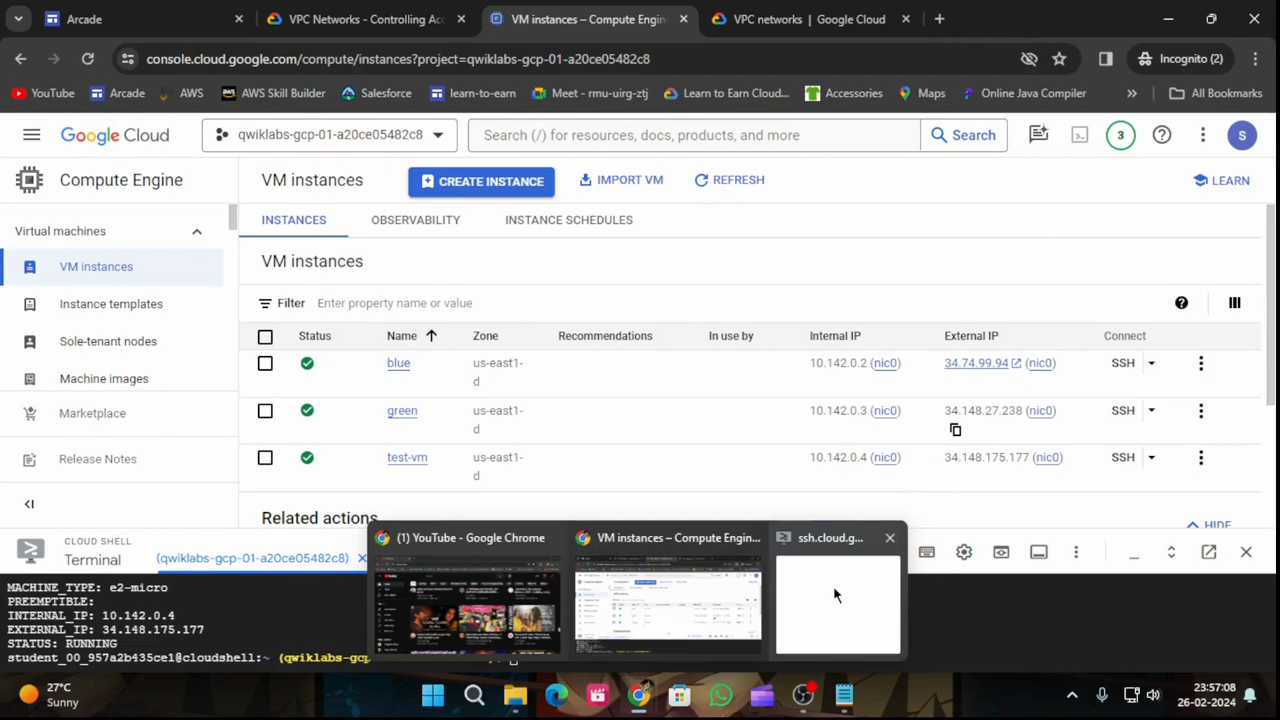 Arcade
VPC Networks - Controlling Acc
VM instances – Compute Engin
VPC networks | Google Cloud
console.cloud.google.com/compute/instances?project=qwiklabs-gcp-01-a20ce05482c8
Incognito (2)
YouTube
Arcade
AWS
AWS Skill Builder
Salesforce
learn-to-earn
Meet - rmu-uirg-ztj
Learn to Earn Cloud...
Accessories
Maps
Online Java Compiler
All Bookmarks
Google Cloud
qwiklabs-gcp-01-a20ce05482c8
Search (/) for resources, docs, products, and more
Search
3
S
Compute Engine
VM instances
CREATE INSTANCE
IMPORT VM
REFRESH
LEARN
Virtual machines
INSTANCES
OBSERVABILITY
INSTANCE SCHEDULES
VM instances
VM instances
Instance templates
Sole-tenant nodes
Machine images
Marketplace
Release Notes
Filter Enter property name or value
Status Name Zone Recommendations In use by Internal IP External IP Connect
blue us-east1- 10.142.0.2 (nic0) 34.74.99.94 (nic0) SSH
d
green us-east1- 10.142.0.3 (nic0) 34.148.27.238 (nic0) SSH
d
test-vm us-east1- 10.142.0.4 (nic0) 34.148.175.177 (nic0) SSH
d
Related actions
HIDE
CLOUD SHELL
Terminal
(qwiklabs-gcp-01-a20ce05482c8)
(1) YouTube - Google Chrome
VM instances – Compute Engin...
ssh.cloud.g...
MACHINE_TYPE:
PREEMPTIBLE:
INTERNAL_IP: 10.142.0.4
EXTERNAL_IP: 34.148.175.177
STATUS: RUNNING
27°C
Sunny
23:57:08
26-02-2024